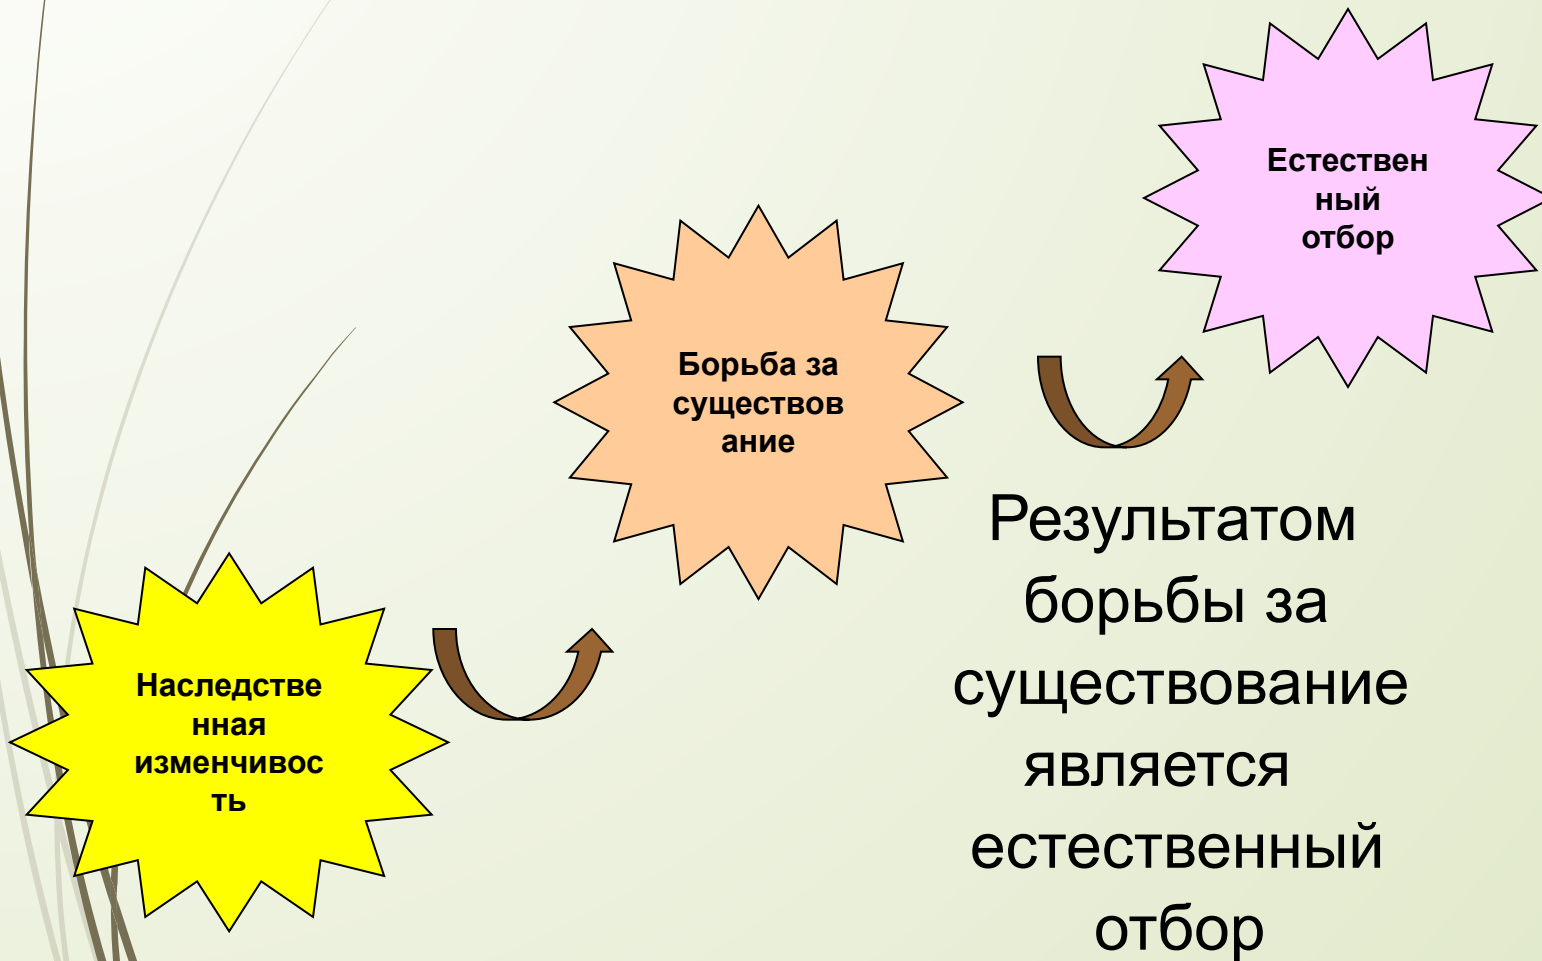 Естествен
ный
отбор
Борьба за
существов
ание
Наследстве
нная
изменчивос
ть
Результатом
борьбы за
существование
является
естественный
отбор